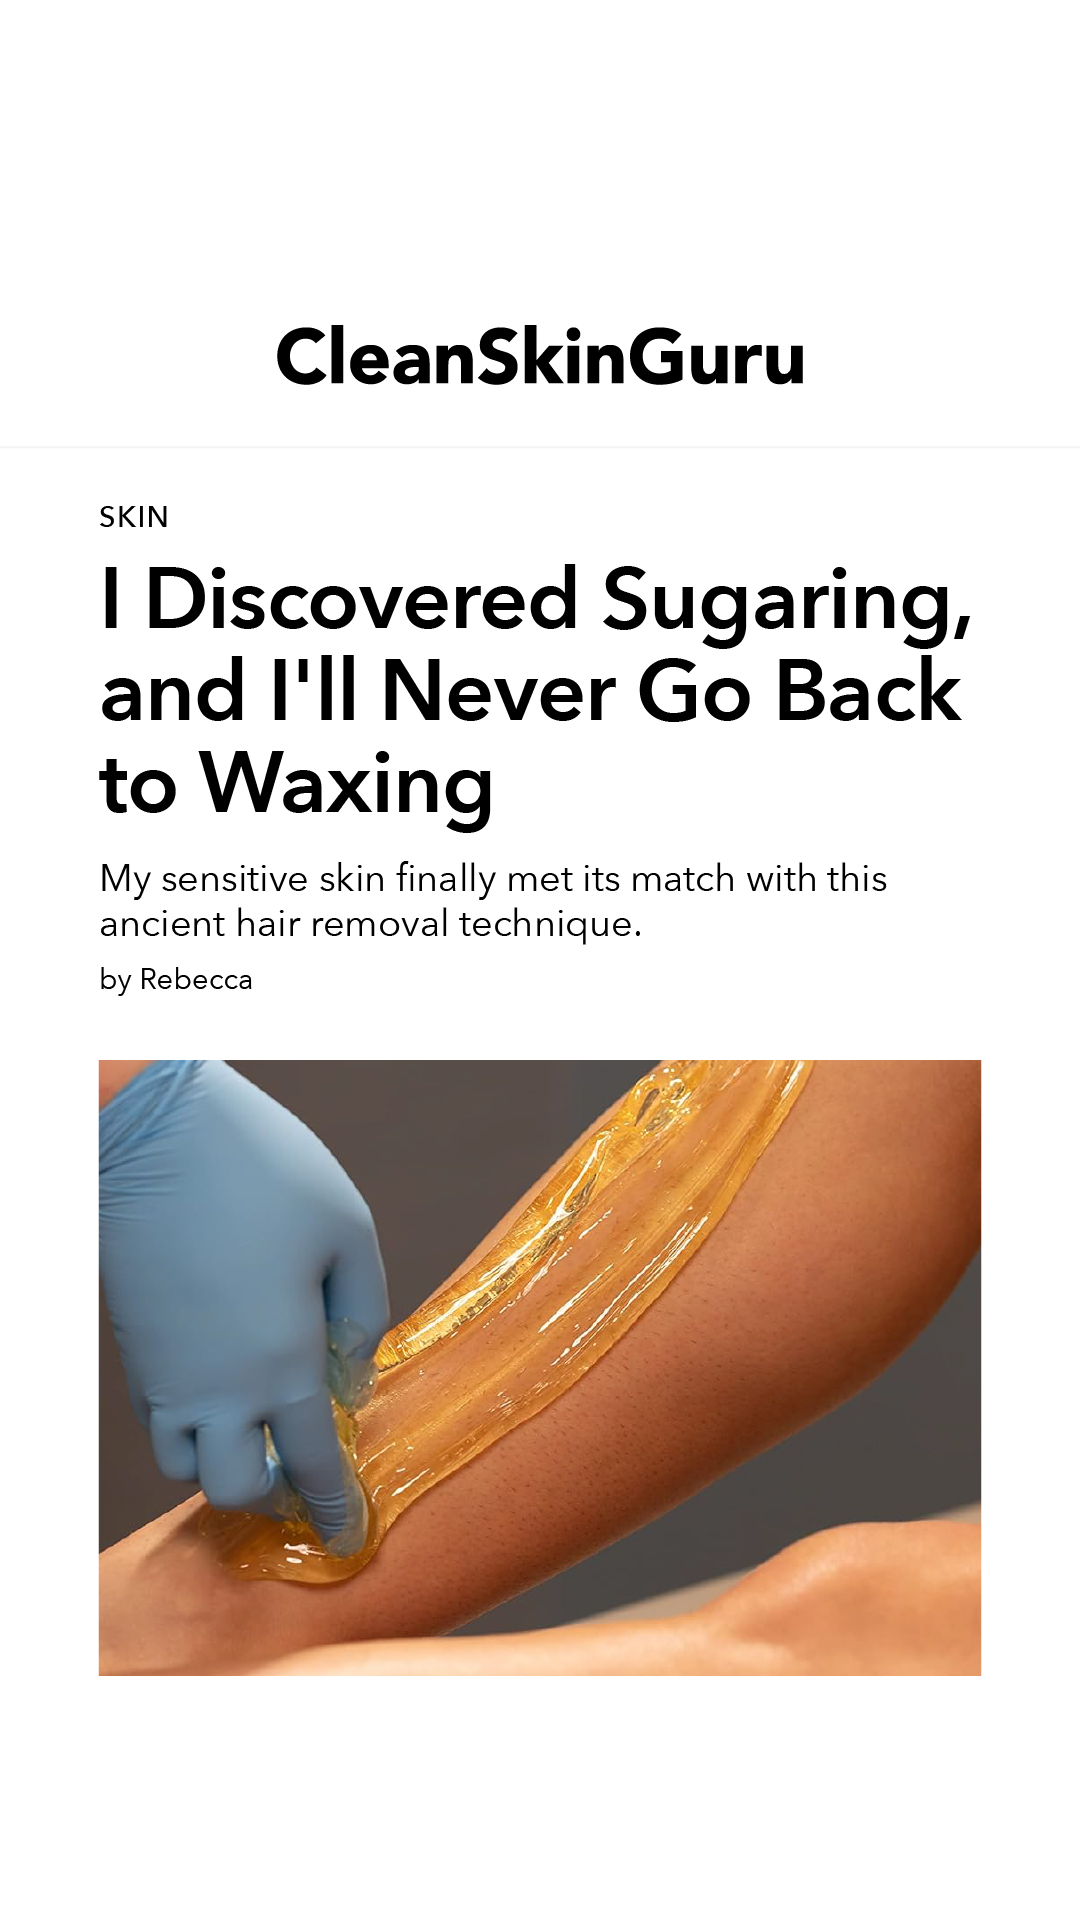 CleanSkinGuru
SKIN
I Discovered Sugaring,
and I'll Never Go Back
to Waxing
My sensitive skin finally met its match with this
ancient hair removal technique.
by Rebecca